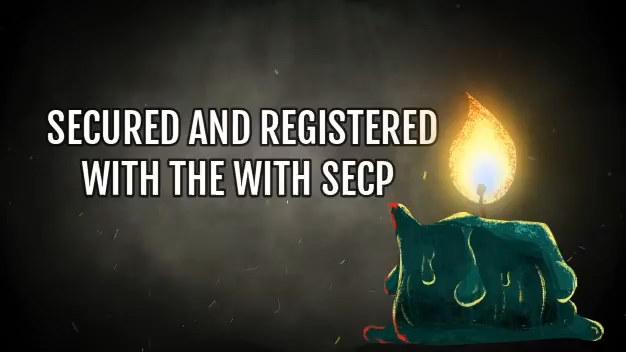 SECURED AND REGISTERED
WITH THE WITH SECP